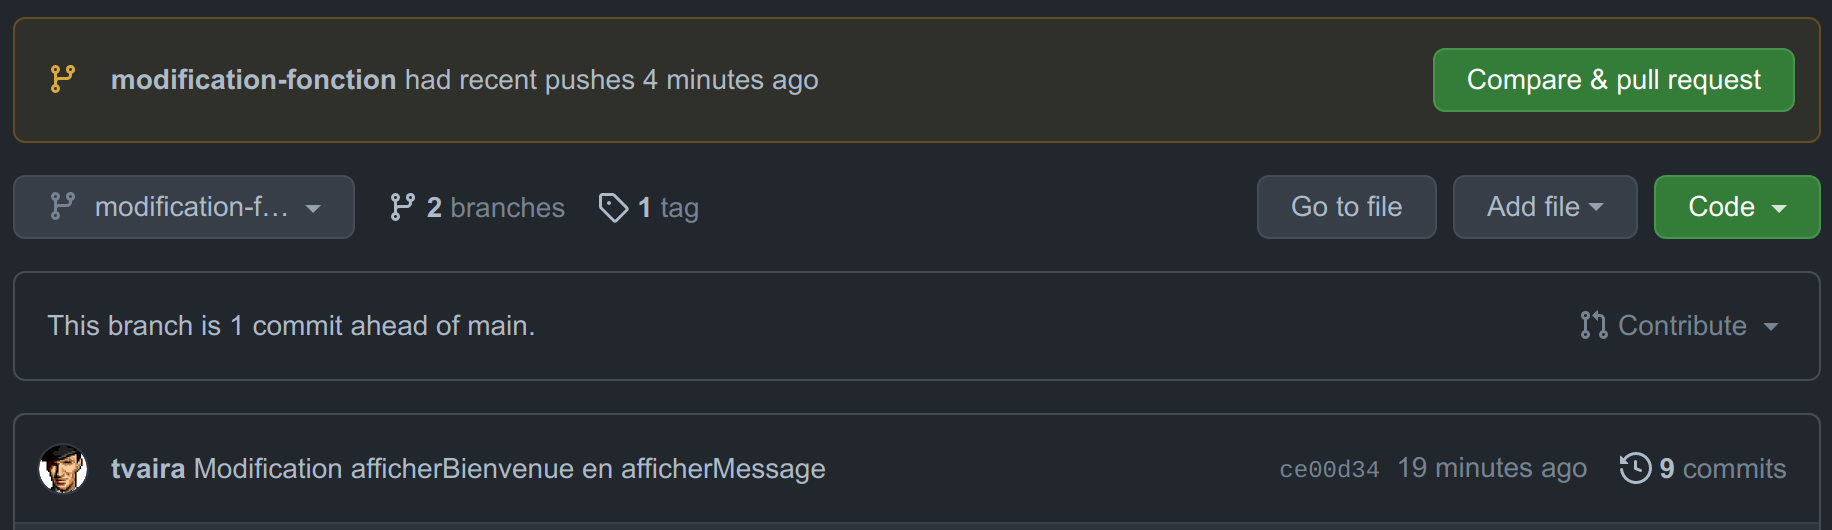 modification-fonction had recent pushes 4 minutes ago
Compare & pull request
modification-f...
2 branches
1 tag
Go to file
Add file
Code
This branch is 1 commit ahead of main.
Contribute
tvaira Modification afficherBienvenue en afficherMessage
ce00d34 19 minutes ago
9 commits